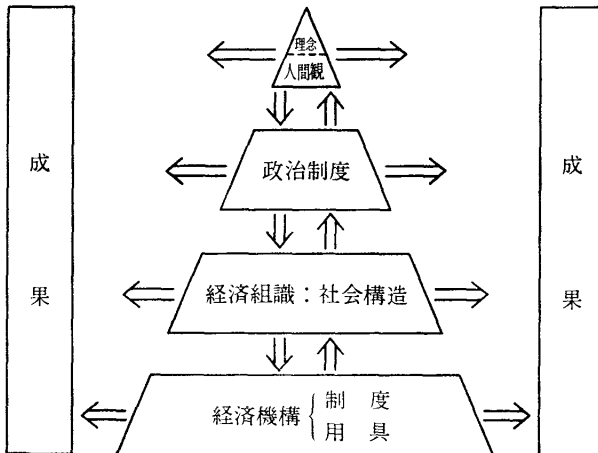 理念
人間観
政治制度
経済組識：社会構造
経済機構{制度
用具
成果
成果